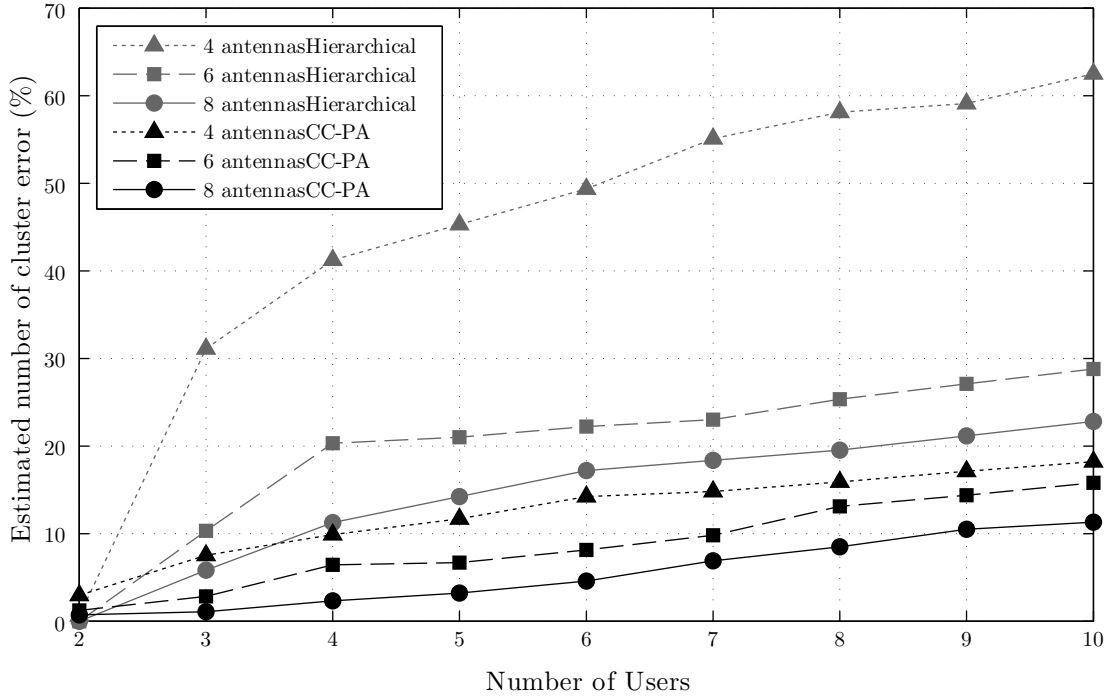 Estimated number of cluster error (%)
70
60
50
40
30
20
10
0
4 antennasHierarchical
6 antennasHierarchical
8 antennasHierarchical
4 antennasCC-PA
6 antennasCC-PA
8 antennasCC-PA
2 3 4 5 6 7 8 9 10
Number of Users